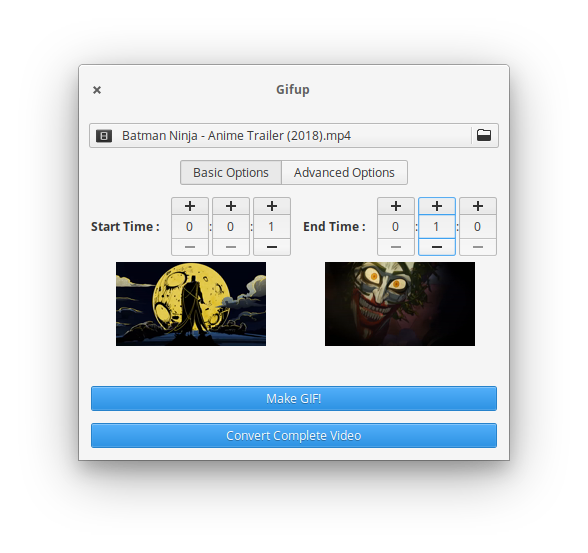 Gifup
Batman Ninja - Anime Trailer (2018).mp4
Basic Options Advanced Options
Start Time : 0 : 0 : 1 End Time : 0 : 1 : 0
Make GIF!
Convert Complete Video